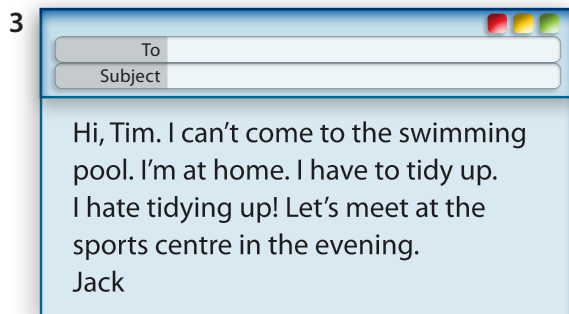 3
To
Subject
Hi, Tim. I can't come to the swimming
pool. I'm at home. I have to tidy up.
I hate tidying up! Let's meet at the
sports centre in the evening.
Jack